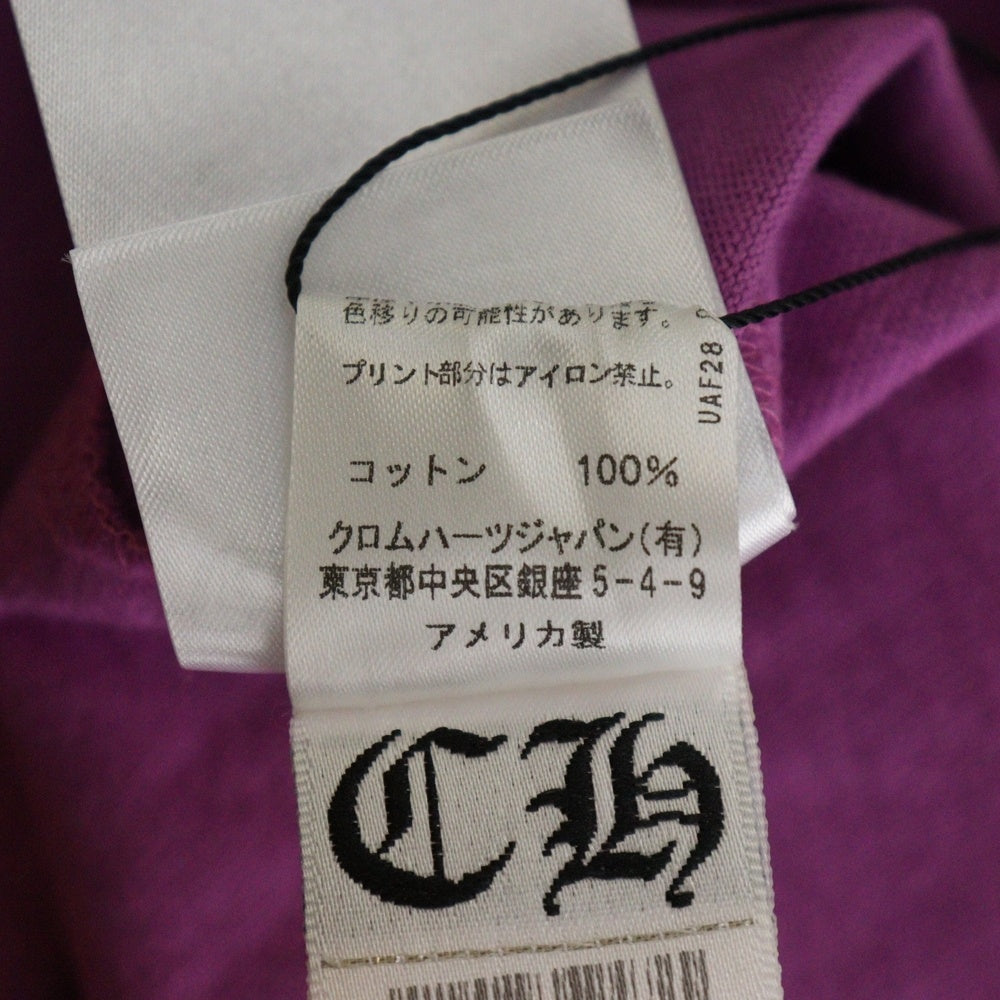 色移りの可能性があります。
プリント部分はアイロン禁止。
UAF28
コットン 100%
クロムハーツジャパン(有)
東京都中央区銀座5-4-9
アメリカ製
CH